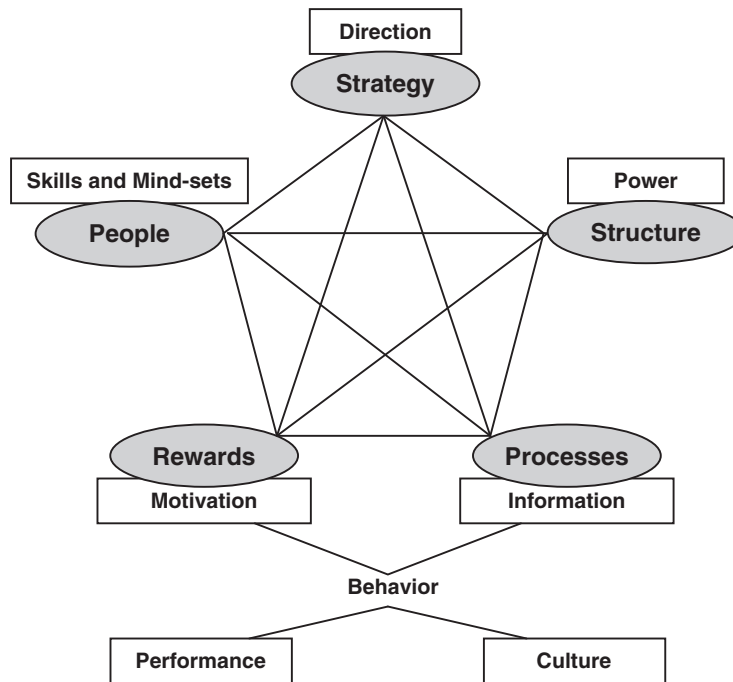 Direction
Strategy
Skills and Mind-sets
People
Power
Structure
Rewards
Motivation
Processes
Information
Behavior
Performance
Culture